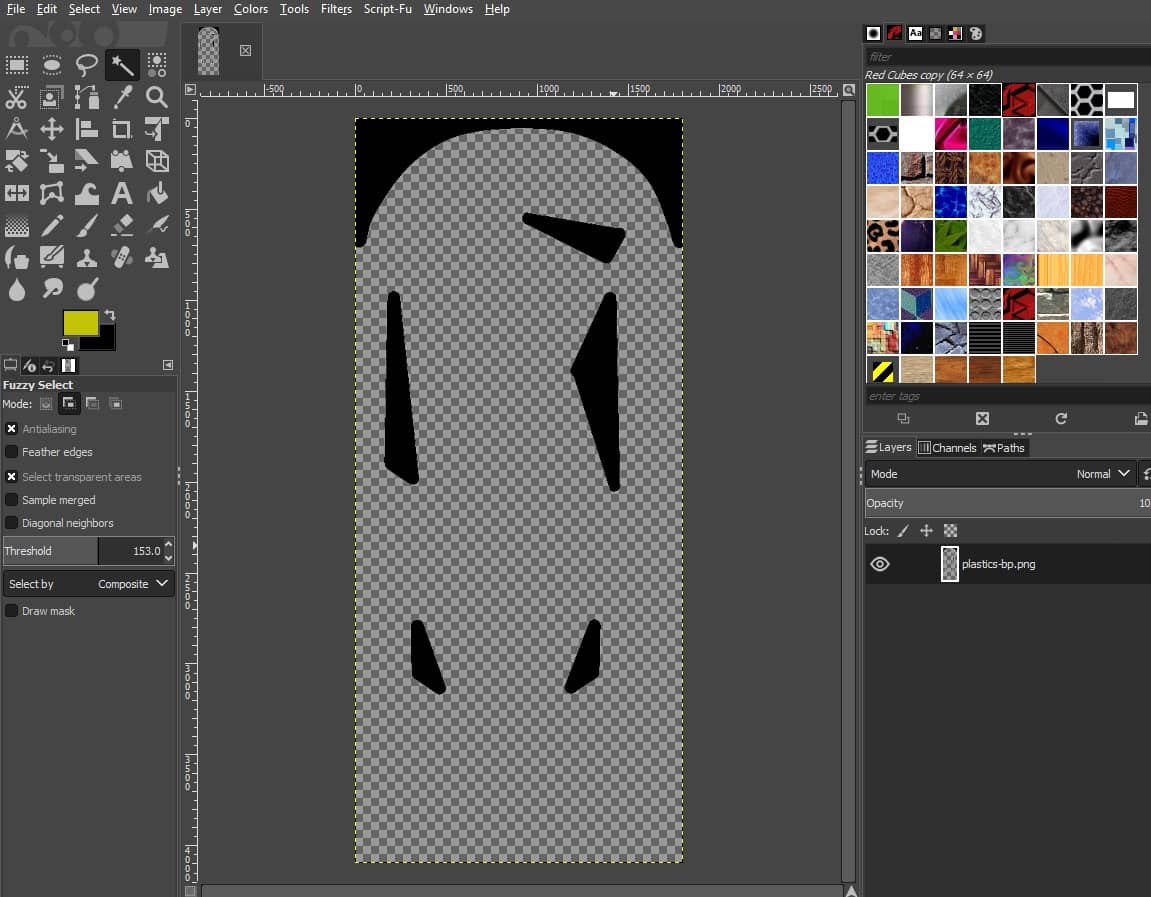 File Edit Select View Image Layer Colors Tools Filters Script-Fu Windows Help
Aa
filter
Red Cubes copy (64 × 64)
-500 0 500 1000 1500 2000 2500
0
500
1000
1500
2000
2500
3000
3500
4000
Fuzzy Select
Mode:
Antialiasing
Feather edges
Select transparent areas
Sample merged
Diagonal neighbors
Threshold 153.0
Select by Composite
Draw mask
enter tags
Layers Channels Paths
Mode Normal
Opacity 10
Lock:
plastics-bp.png